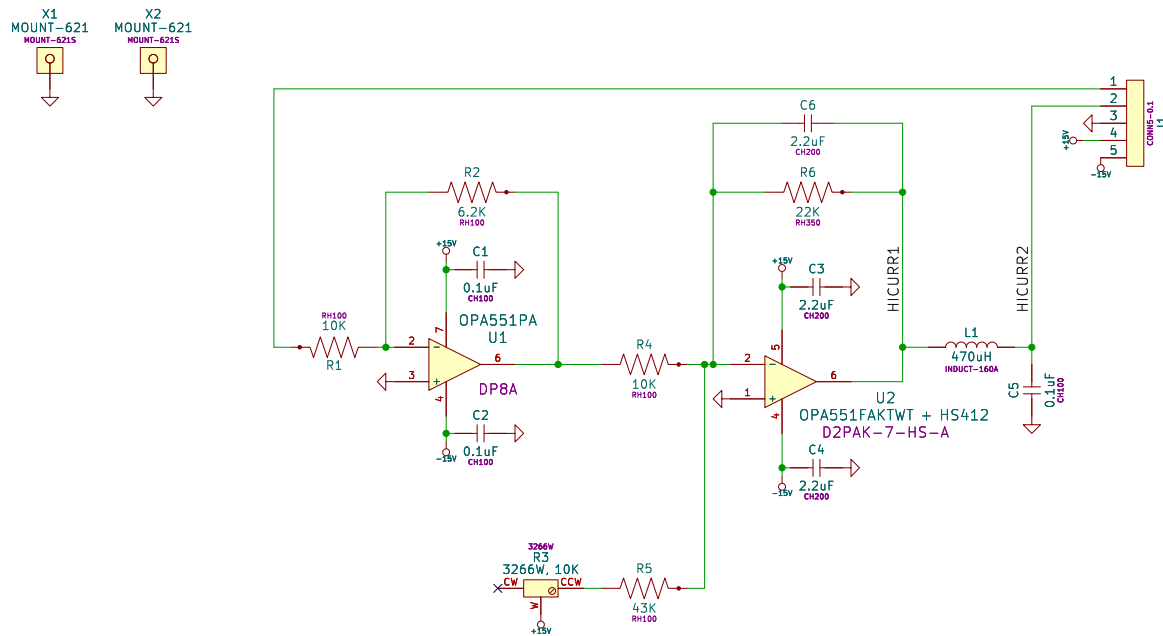 X1
MOUNT-621
MOUNT-621S
X2
MOUNT-621
MOUNT-621S
1
2
3
4
5
+15V
-15V
CONN5-0.1
J1
C6
2.2uF
CH200
R2
6.2K
RH100
R6
22K
RH350
+15V
C1
0.1uF
CH100
+15V
C3
2.2uF
CH200
HICURR1
HICURR2
RH100
10K
R1
OPA551PA
U1
7
2
3
6
4
DP8A
R4
10K
RH100
5
2
1
6
4
L1
470uH
INDUCT-160A
C5
0.1uF
CH100
U2
OPA551FAKTWT + HS412
D2PAK-7-HS-A
C2
0.1uF
CH100
-15V
C4
2.2uF
CH200
-15V
3266W
R3
3266W, 10K
CW
CCW
W
+15V
R5
43K
RH100